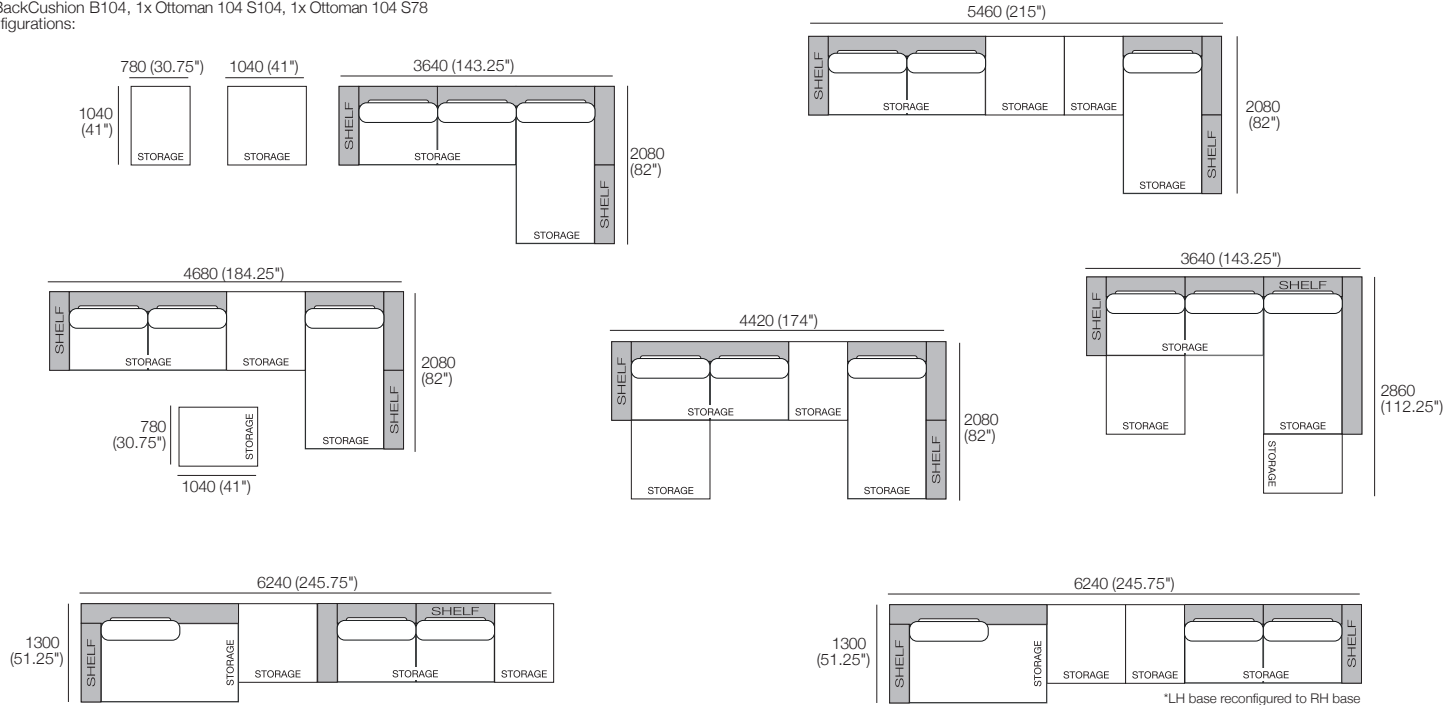 BackCushion B104, 1x Ottoman 104 S104, 1x Ottoman 104 S78
figurations:
780 (30.75")
1040 (41")
3640 (143.25")
1040
(41")
STORAGE
STORAGE
SHELF
STORAGE
SHELF
STORAGE
2080
(82")
5460 (215")
SHELF
STORAGE
STORAGE
STORAGE
SHELF
STORAGE
2080
(82")
4680 (184.25")
SHELF
STORAGE
STORAGE
SHELF
STORAGE
2080
(82")
780
(30.75")
STORAGE
1040 (41")
4420 (174")
SHELF
STORAGE
STORAGE
STORAGE
SHELF
STORAGE
2080
(82")
3640 (143.25")
SHELF
SHELF
STORAGE
STORAGE
STORAGE
STORAGE
2860
(112.25")
6240 (245.75")
1300
(51.25")
SHELF
STORAGE
STORAGE
SHELF
STORAGE
STORAGE
6240 (245.75")
1300
(51.25")
SHELF
STORAGE
STORAGE
STORAGE
STORAGE
SHELF
*LH base reconfigured to RH base